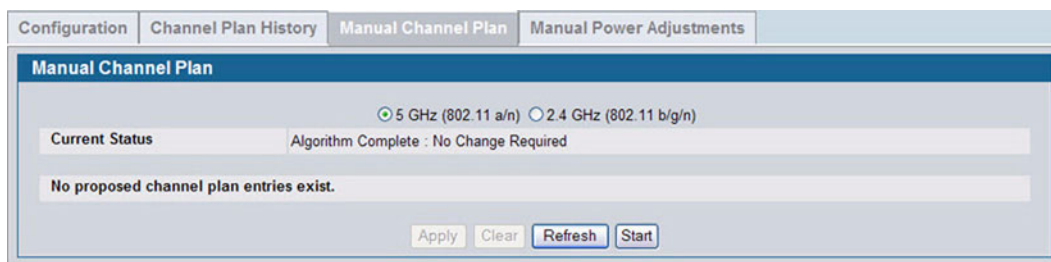 Configuration Channel Plan History Manual Channel Plan Manual Power Adjustments
Manual Channel Plan
5 GHz (802.11 a/n) 2.4 GHz (802.11 b/g/n)
Current Status Algorithm Complete : No Change Required
No proposed channel plan entries exist.
Apply Clear Refresh Start